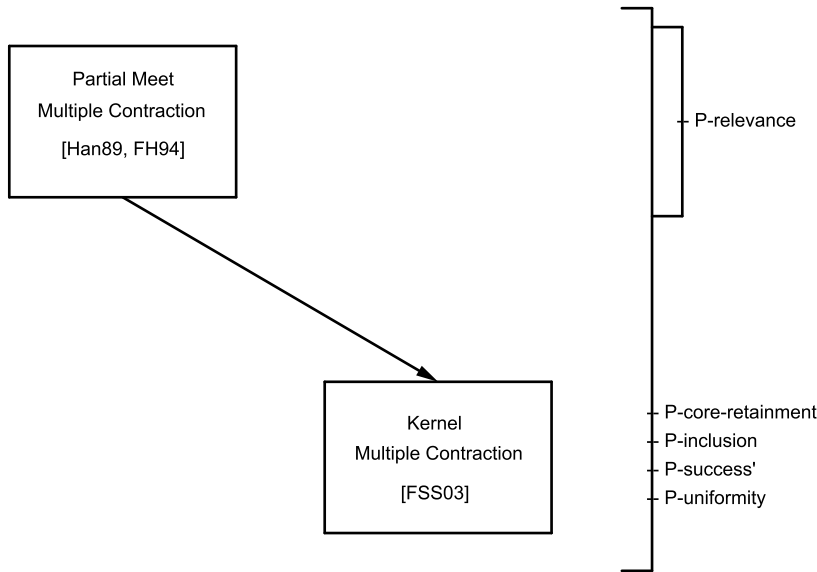 Partial Meet
Multiple Contraction
[Han89, FH94]
P-relevance
Kernel
Multiple Contraction
[FSS03]
P-core-retainment
P-inclusion
P-success'
P-uniformity